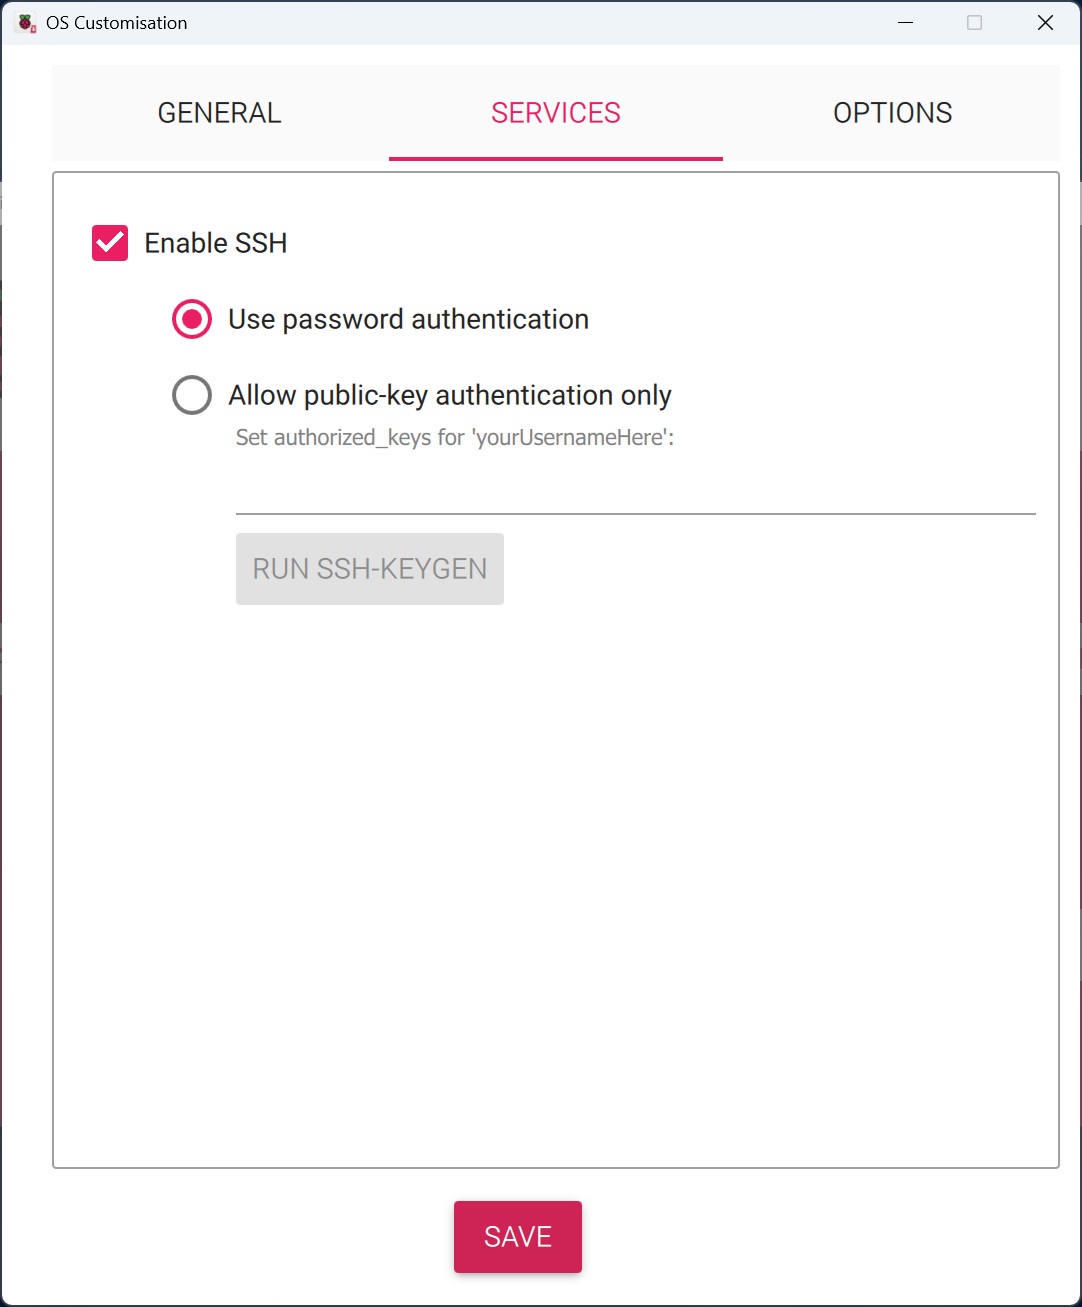 OS Customisation
GENERAL
SERVICES
OPTIONS
Enable SSH
Use password authentication
Allow public-key authentication only
Set authorized_keys for 'yourUsernameHere':
RUN SSH-KEYGEN
SAVE